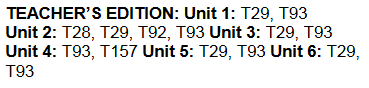 TEACHER'S EDITION: Unit 1: T29, T93
Unit 2: T28, T29, T92, T93 Unit 3: T29, T93
Unit 4: T93, T157 Unit 5: T29, T93 Unit 6: T29,
T93